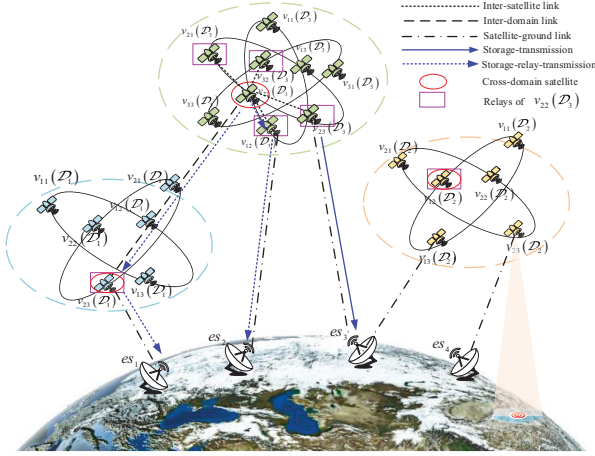 Inter-satellite link
Inter-domain link
Satellite-ground link
Storage-transmission
Storage-relay-transmission
Cross-domain satellite
Relays of v₂₂(𝒟₃)
v₁₁(𝒟₃)
v₂₁(𝒟₃)
v₁₃(𝒟₃)
v₃₂(𝒟₃)
v₃₁(𝒟₃)
v₃₃(𝒟₃)
v₂₃(𝒟₃)
v₁₂(𝒟₃)
v₁₁(𝒟₂)
v₂₁(𝒟₂)
v₁₂(𝒟₂)
v₂₂(𝒟₂)
v₂₃(𝒟₂)
v₁₃(𝒟₂)
v₁₁(𝒟₁)
v₂₁(𝒟₁)
v₁₂(𝒟₁)
v₂₂(𝒟₁)
v₂₃(𝒟₁)
v₁₃(𝒟₁)
es₁
es₂
es₃
es₄